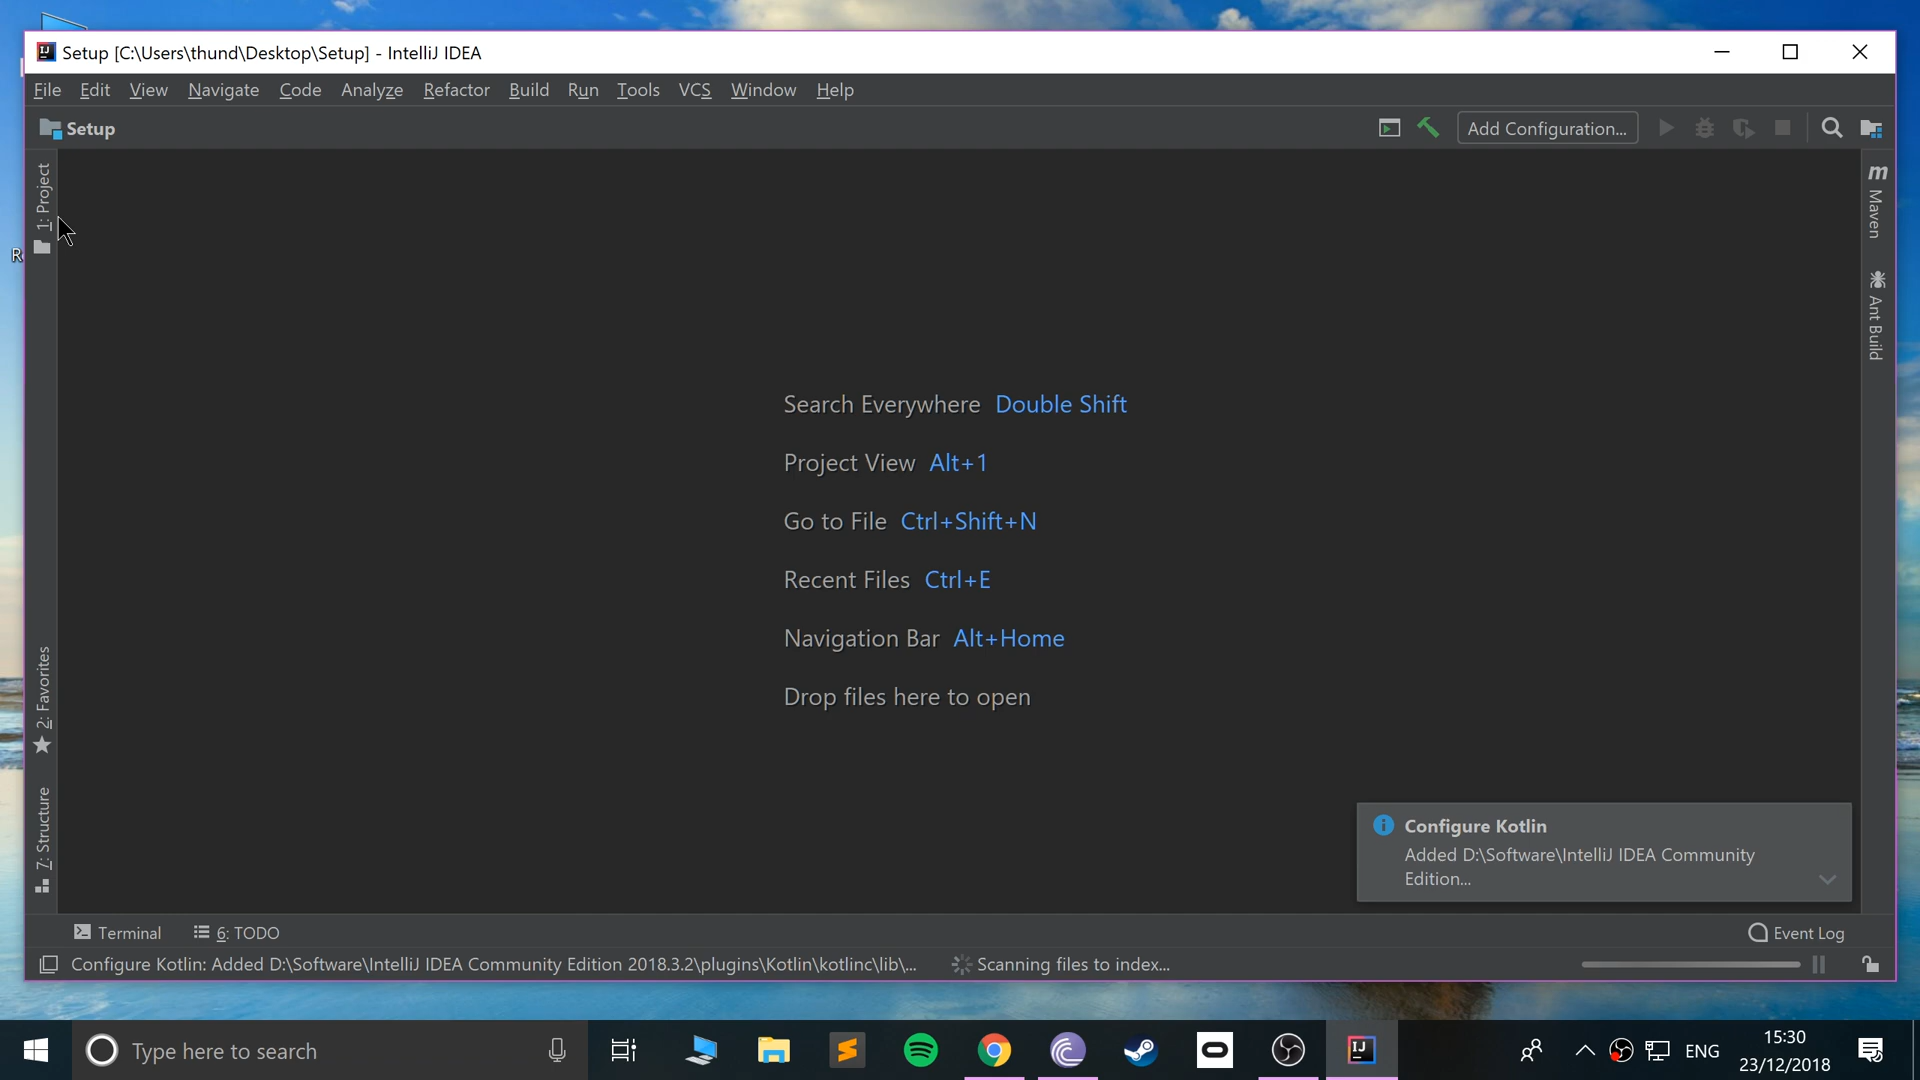 Setup [C:\Users\thund\Desktop\Setup] - IntelliJ IDEA
File Edit View Navigate Code Analyze Refactor Build Run Tools VCS Window Help
Setup
Add Configuration...
1: Project
2: Favorites
7: Structure
Maven
Ant Build
Search Everywhere Double Shift
Project View Alt+1
Go to File Ctrl+Shift+N
Recent Files Ctrl+E
Navigation Bar Alt+Home
Drop files here to open
Configure Kotlin
Added D:\Software\IntelliJ IDEA Community
Edition...
Terminal 6: TODO Event Log
Configure Kotlin: Added D:\Software\IntelliJ IDEA Community Edition 2018.3.2\plugins\Kotlin\kotlinc\lib\... Scanning files to index...
Type here to search
ENG
15:30
23/12/2018